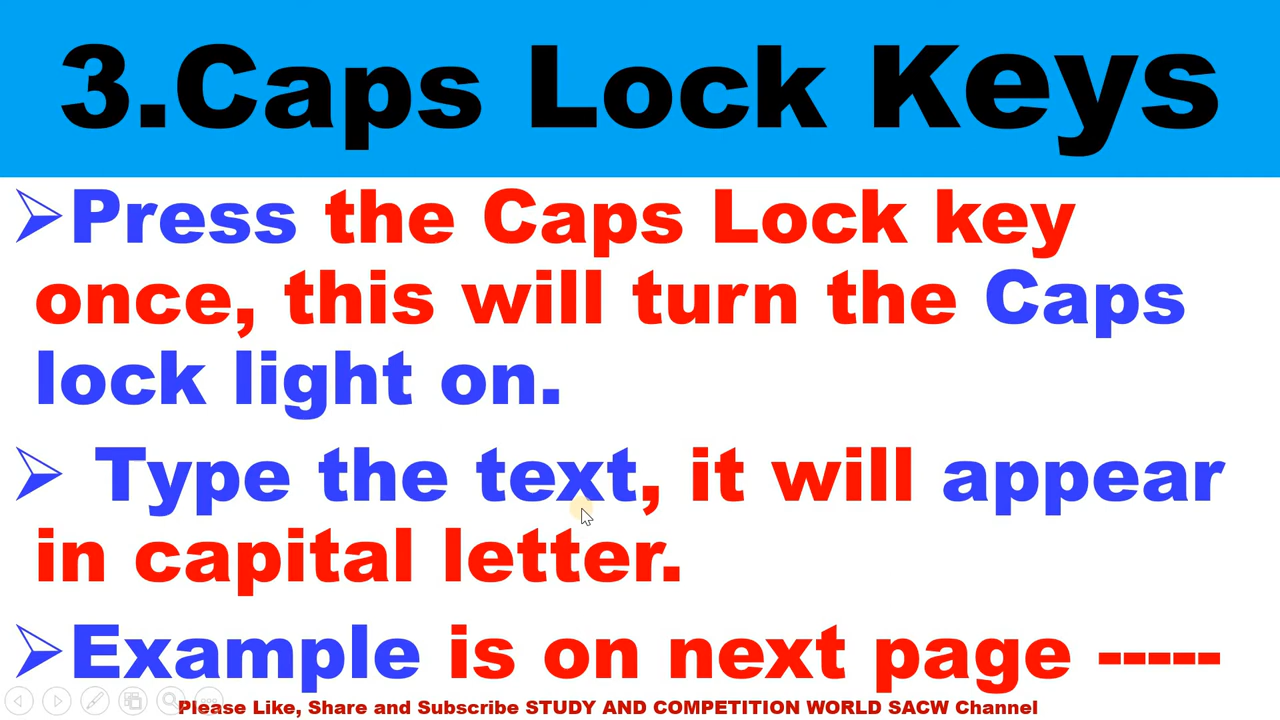 3.Caps Lock Keys
➢Press the Caps Lock key
once, this will turn the Caps
lock light on.
➢ Type the text, it will appear
in capital letter.
➢Example is on next page -----
Please Like, Share and Subscribe STUDY AND COMPETITION WORLD SACW Channel